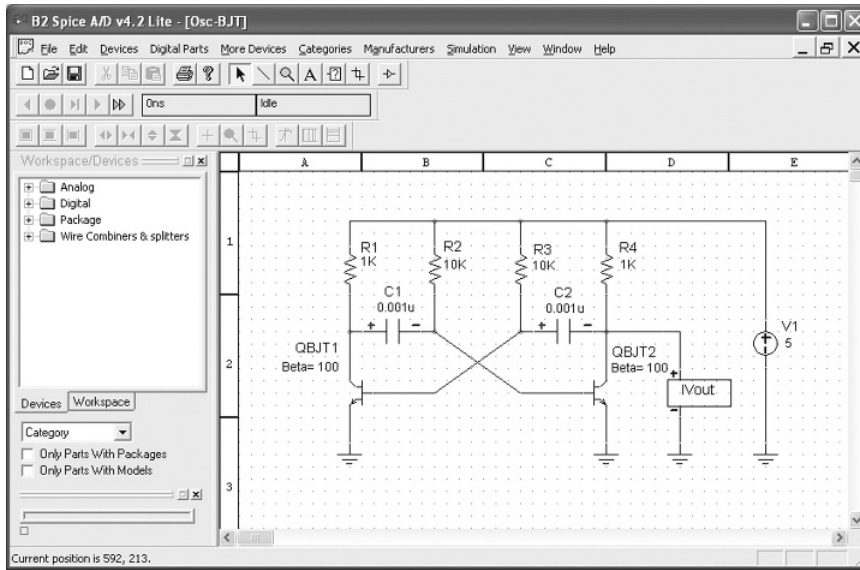 B2 Spice A/D v4.2 Lite - [Osc-BJT]
File Edit Devices Digital Parts More Devices Categories Manufacturers Simulation View Window Help
0ns
Idle
Workspace/Devices
Analog
Digital
Package
Wire Combiners & splitters
Devices
Workspace
Category
Only Parts With Packages
Only Parts With Models
A B C D E
1
2
3
R1
1K
R2
10K
R3
10K
R4
1K
C1
0.001u
C2
0.001u
+ -
+ -
QBJT1
Beta= 100
QBJT2
Beta= 100
+
IVout
-
V1
+
5
Current position is 592, 213.